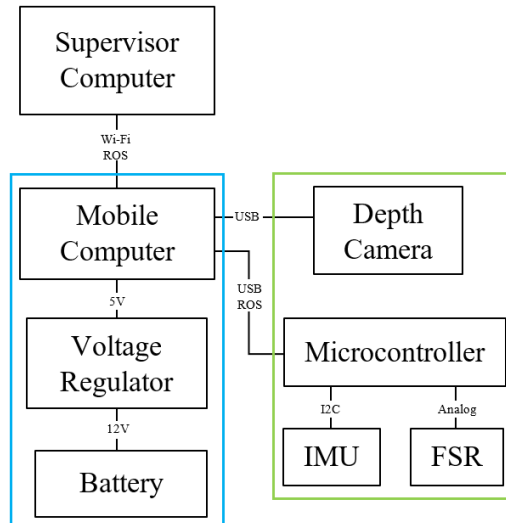 Supervisor
Computer
Wi-Fi
ROS
Mobile
Computer
USB
Depth
Camera
USB
ROS
5V
Voltage
Regulator
Microcontroller
I2C
Analog
12V
IMU
FSR
Battery